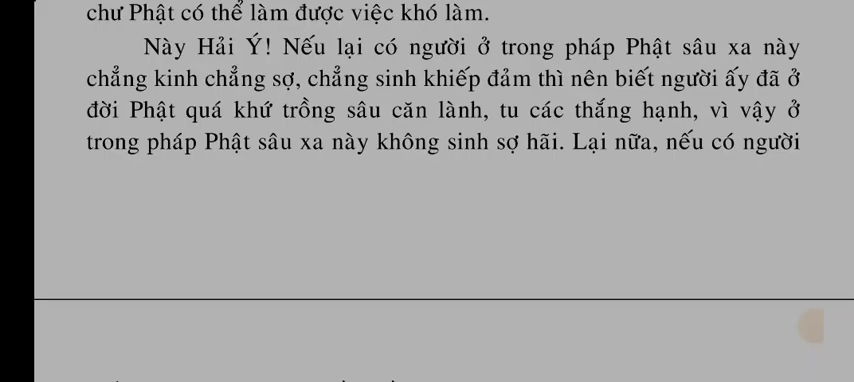 chư Phật có thể làm được việc khó làm.
Này Hải Ý! Nếu lại có người ở trong pháp Phật sâu xa này
chẳng kinh chẳng sợ, chẳng sinh khiếp đảm thì nên biết người ấy đã ở
đời Phật quá khứ trồng sâu căn lành, tu các thắng hạnh, vì vậy ở
trong pháp Phật sâu xa này không sinh sợ hãi. Lại nữa, nếu có người